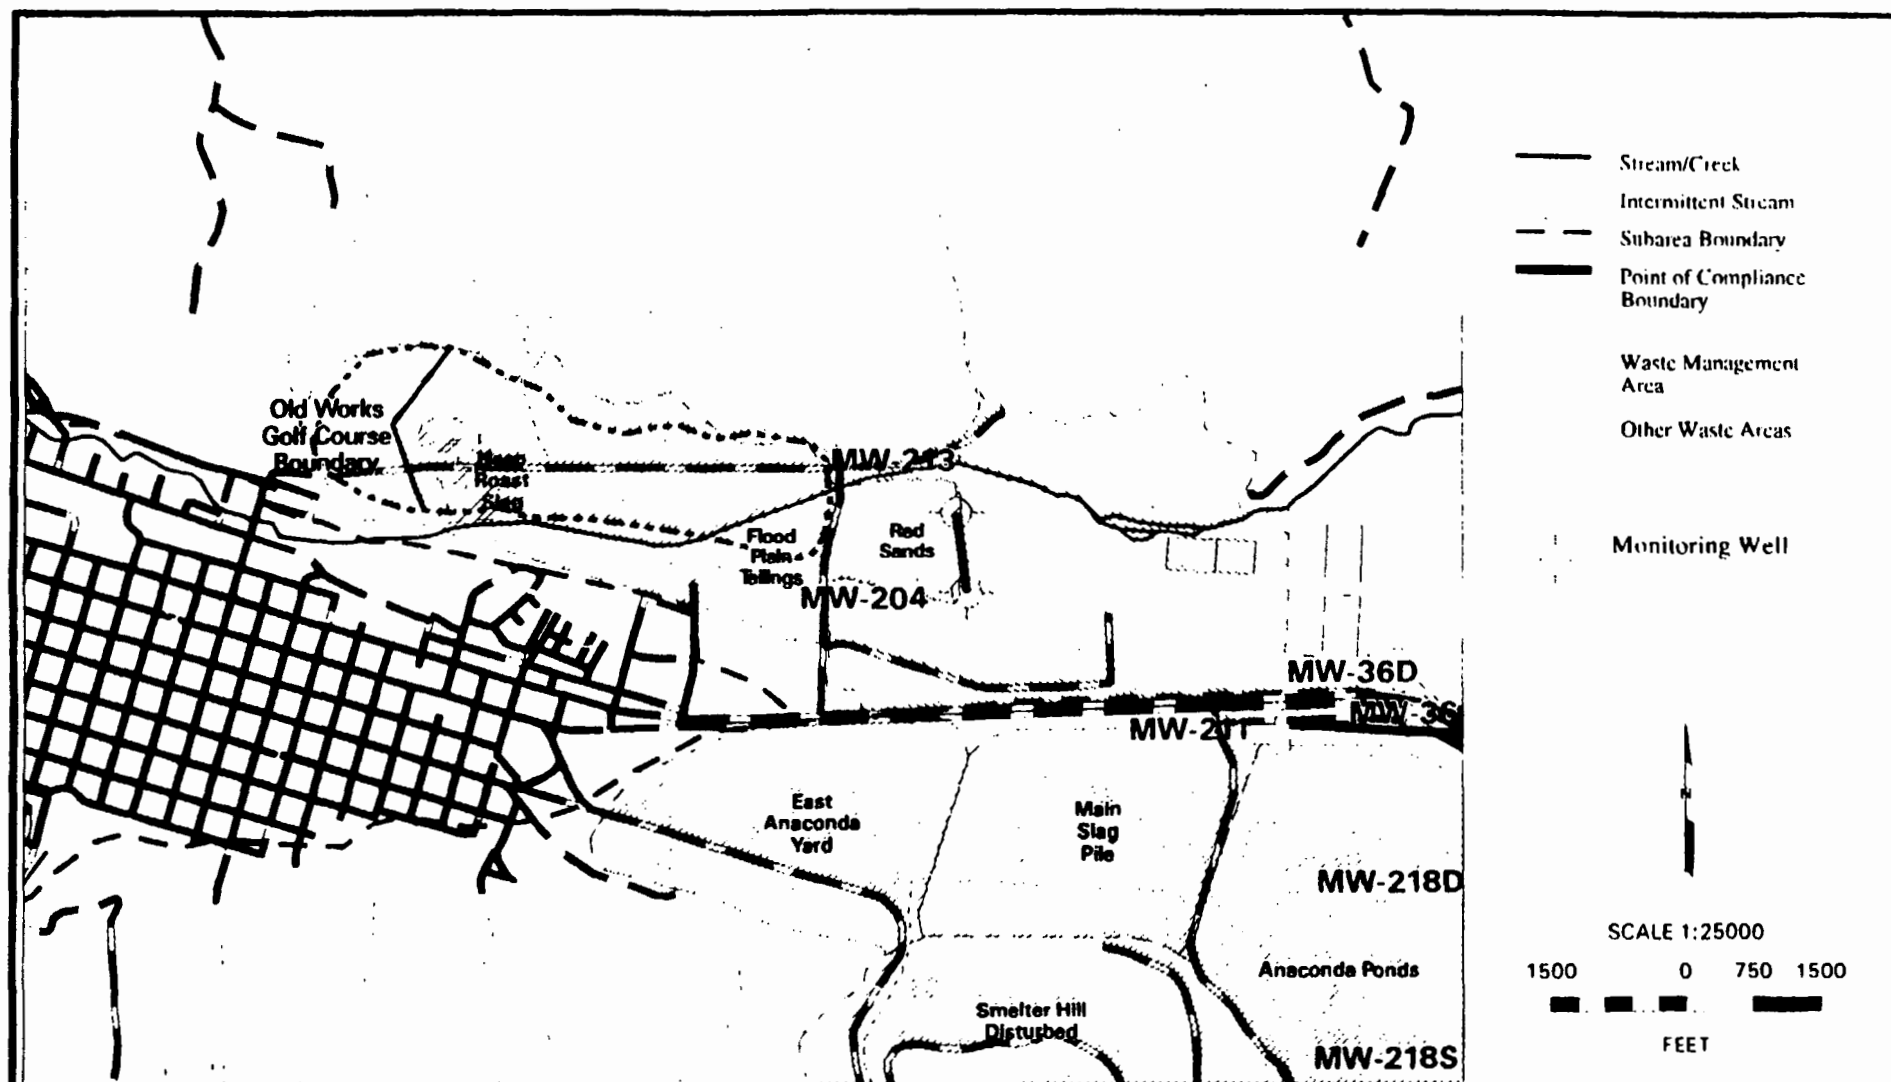 Stream/Creek
Intermittent Stream
Subarea Boundary
Point of Compliance
Boundary
Waste Management
Area
Other Waste Areas
Monitoring Well
Old Works
Golf Course
Boundary
Roast
Slag
MW-213
Flood
Plain
Tailings
Red
Sands
MW-204
MW-36D
MW-36
MW-211
East
Anaconda
Yard
Main
Slag
Pile
MW-218D
Anaconda Ponds
Smelter Hill
Disturbed
MW-218S
N
SCALE 1:25000
1500 0 750 1500
FEET